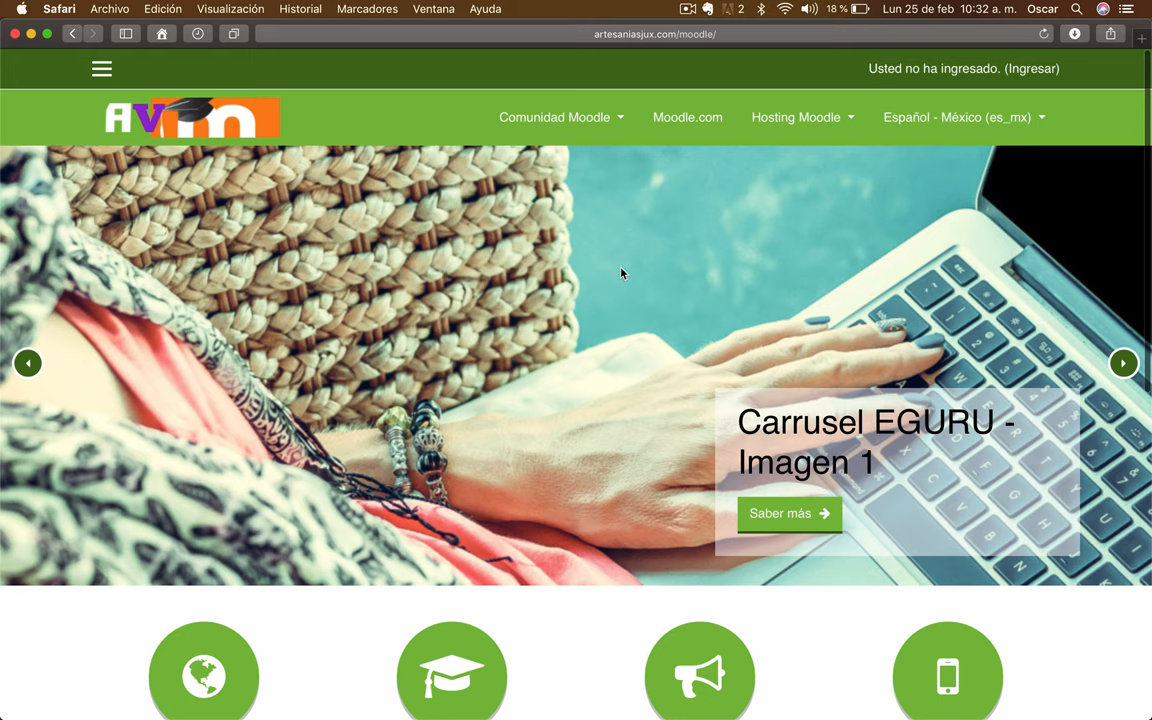 Safari Archivo Edición Visualización Historial Marcadores Ventana Ayuda 2 18 % Lun 25 de feb 10:32 a. m. Oscar
artesaniasjux.com/moodle/
Usted no ha ingresado. (Ingresar)
AVm Comunidad Moodle Moodle.com Hosting Moodle Español - México (es_mx)
Carrusel EGURU -
Imagen 1
Saber más